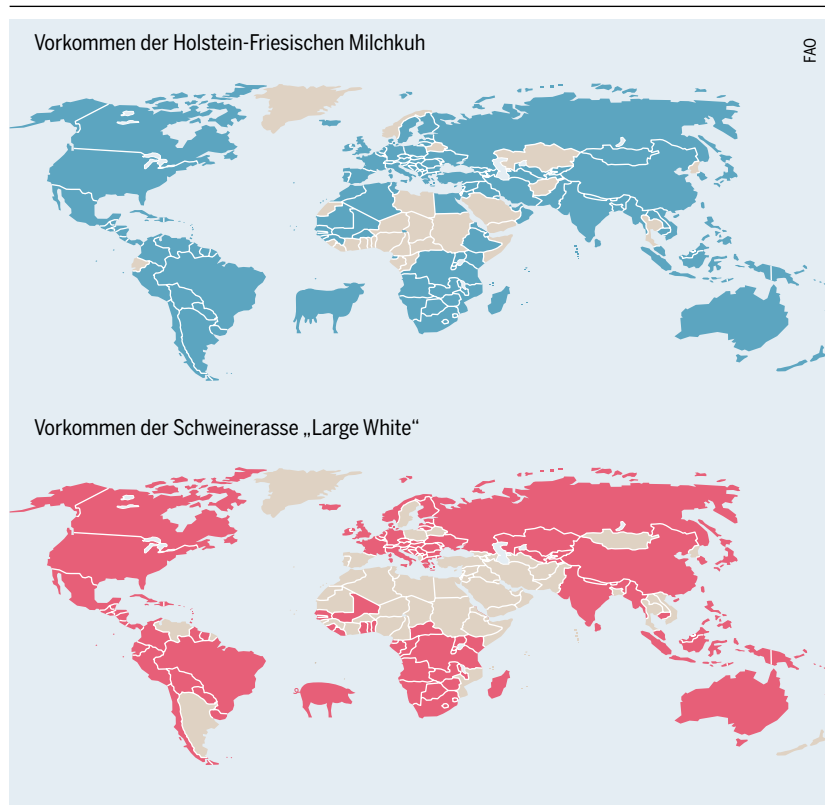 Vorkommen der Holstein-Friesischen Milchkuh
FAO
Vorkommen der Schweinerasse „Large White“